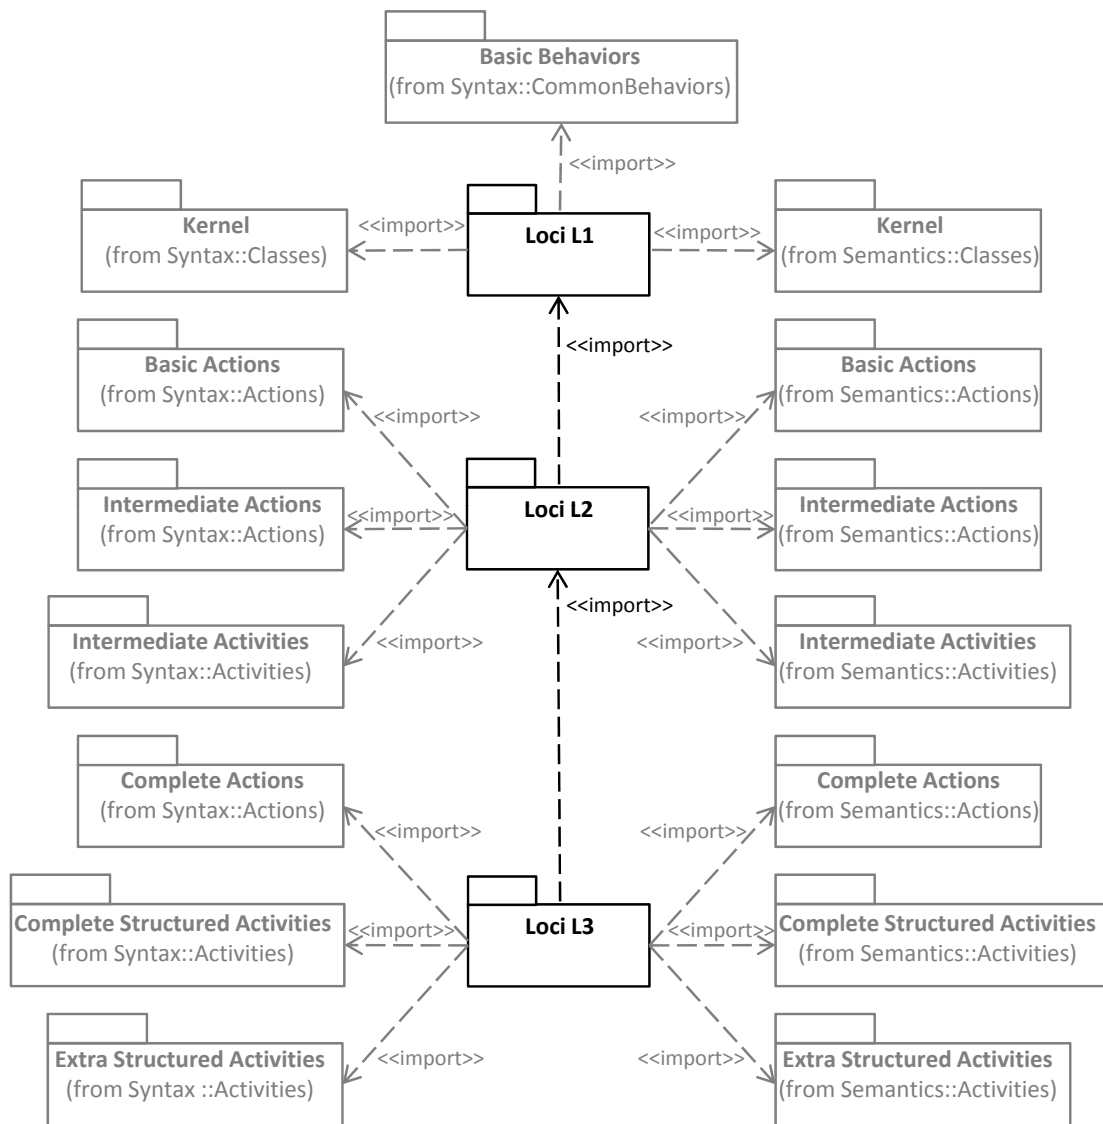 Basic Behaviors
(from Syntax::CommonBehaviors)
<<import>>
Kernel
(from Syntax::Classes)
<<import>>
Loci L1
<<import>>
Kernel
(from Semantics::Classes)
<<import>>
Basic Actions
(from Syntax::Actions)
<<import>>
Basic Actions
(from Semantics::Actions)
<<import>>
Intermediate Actions
(from Syntax::Actions)
<<import>>
Loci L2
<<import>>
Intermediate Actions
(from Semantics::Actions)
<<import>>
Intermediate Activities
(from Syntax::Activities)
<<import>>
<<import>>
Intermediate Activities
(from Semantics::Activities)
Complete Actions
(from Syntax::Actions)
<<import>>
<<import>>
Complete Actions
(from Semantics::Actions)
Complete Structured Activities
(from Syntax::Activities)
<<import>>
Loci L3
<<import>>
Complete Structured Activities
(from Semantics::Activities)
Extra Structured Activities
(from Syntax ::Activities)
<<import>>
<<import>>
Extra Structured Activities
(from Semantics::Activities)